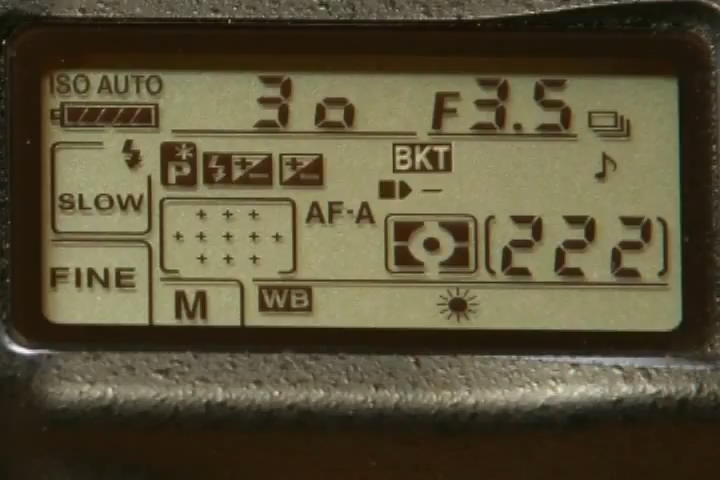 ISO AUTO
30 F3.5
P* BKT
SLOW AF-A
[222]
FINE
M WB